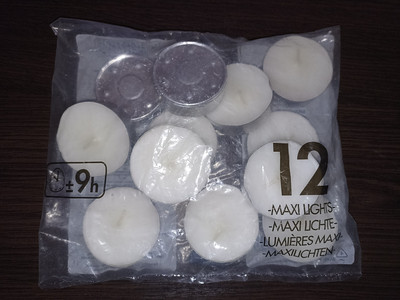 ± 9h
12
-MAXI LIGHTS-
-MAXI LICHTE-
-LUMIÈRES MAXI-
-MAXILICHTEN-